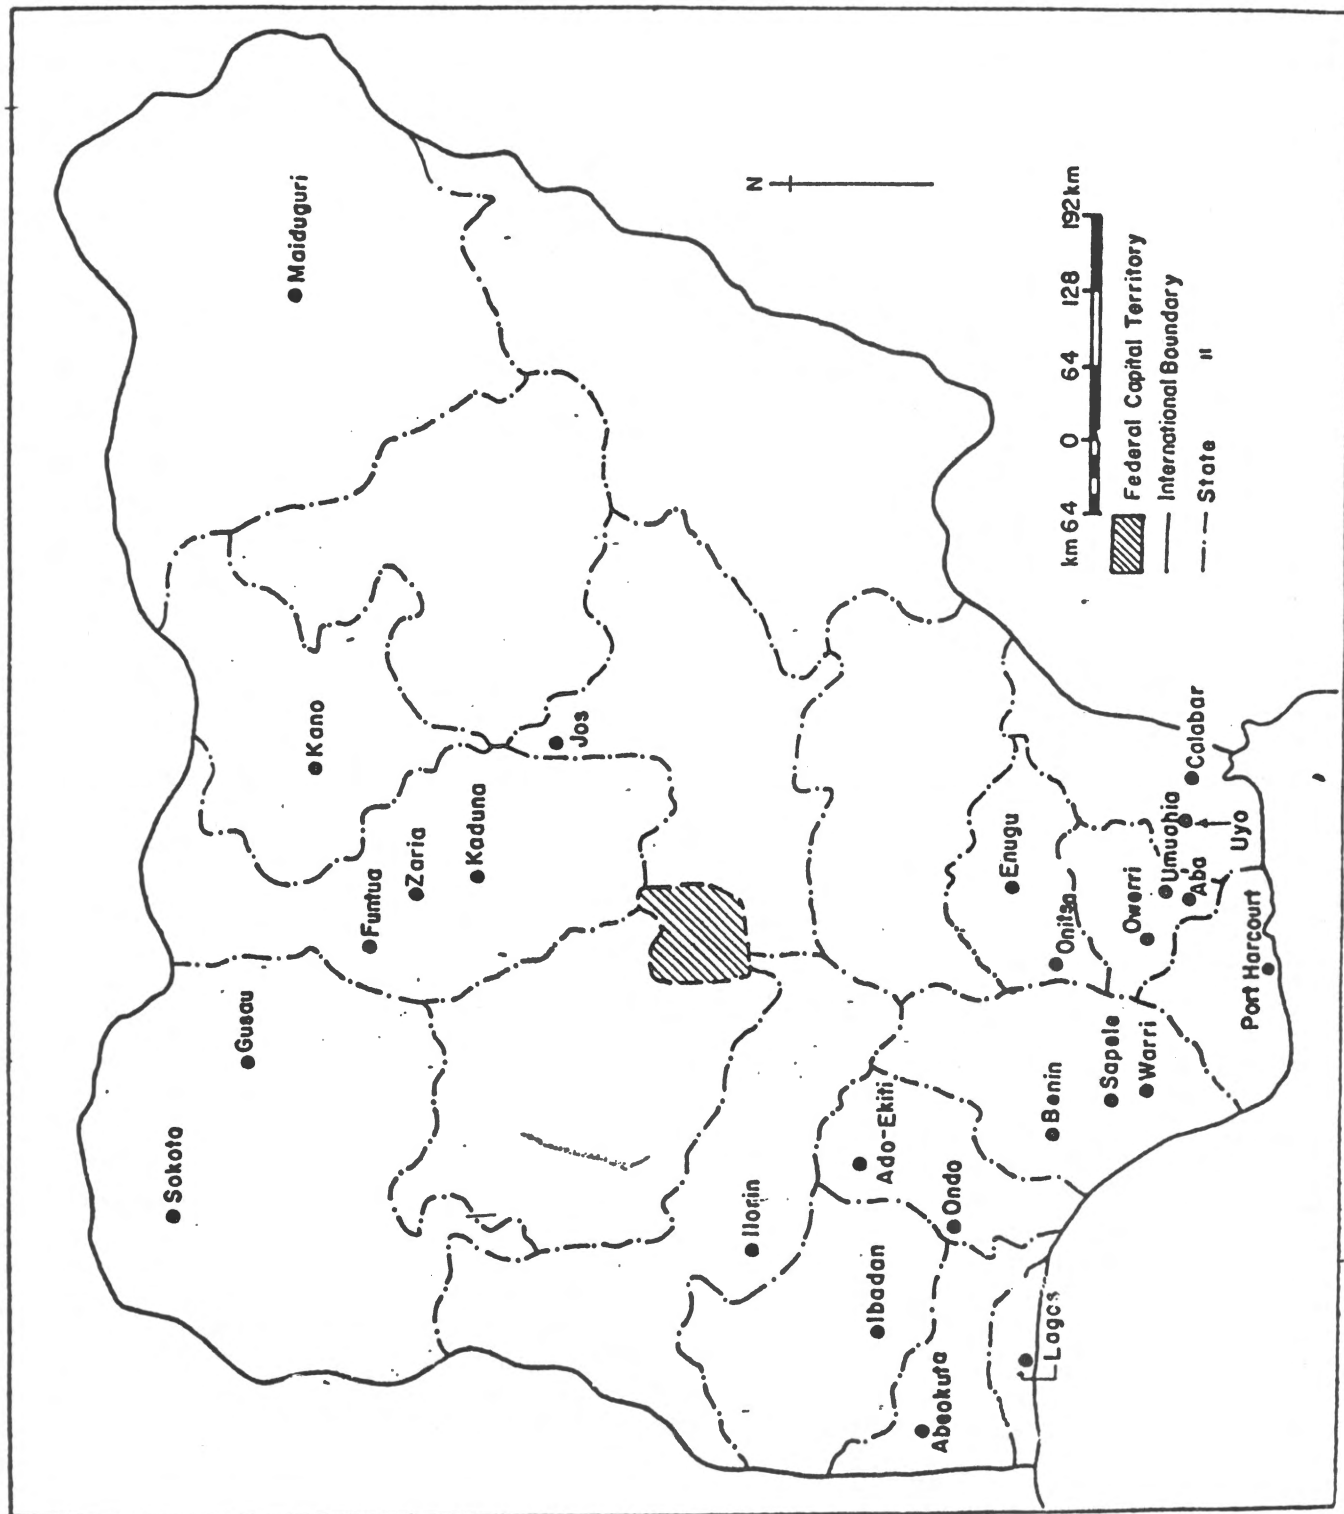 Sokoto
Gusau
Kano
Maiduguri
Funtua
Zaria
Kaduna
Jos
Ilorin
Ibadan
Abeokuta
Lagos
Ado-Ekiti
Ondo
Benin
Sapele
Warri
Enugu
Onitsa
Owerri
Umuahia
Aba
Uyo
Calabar
Port Harcourt
N
km 64 0 64 128 192km
Federal Capital Territory
International Boundary
State "